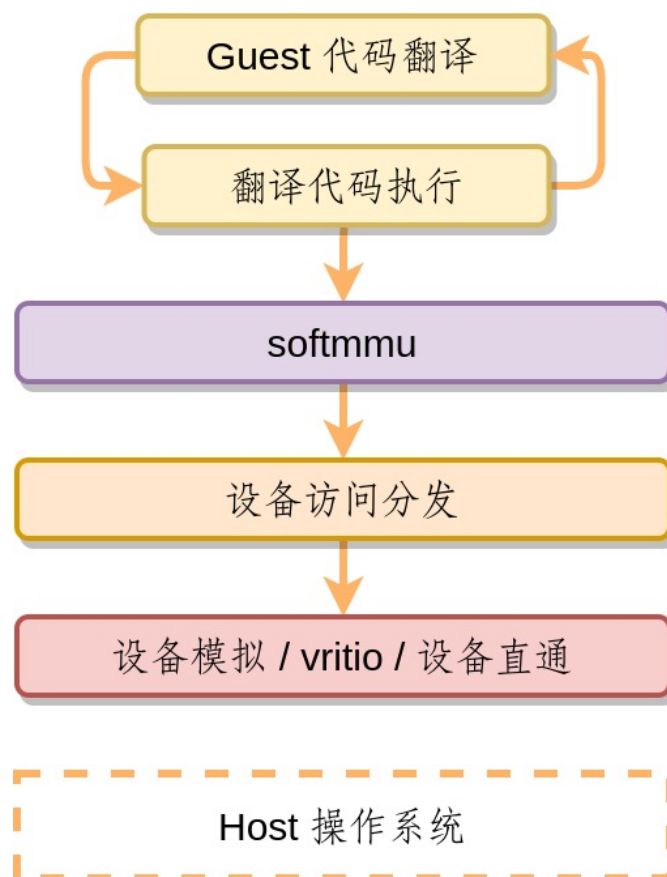 Guest 代码翻译
翻译代码执行
softmmu
设备访问分发
设备模拟 / vritio / 设备直通
Host 操作系统